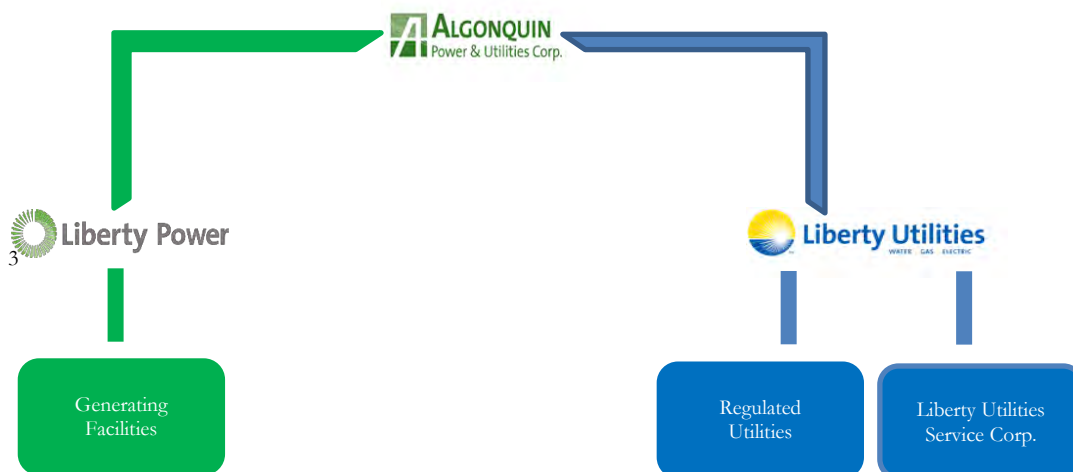 ALGONQUIN
Power & Utilities Corp.
Liberty Power
3
Liberty Utilities
WATER GAS ELECTRIC
Generating
Facilities
Regulated
Utilities
Liberty Utilities
Service Corp.